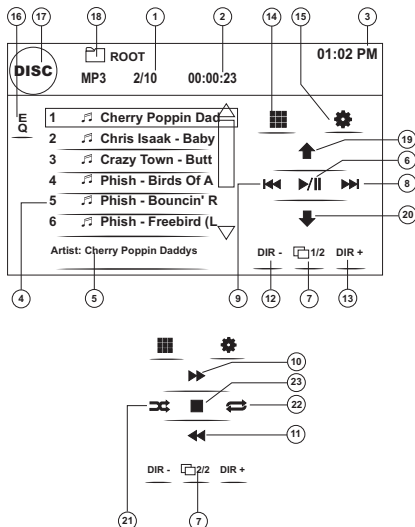 18 1 2 3
16 17 14 15
ROOT 01:02 PM
DISC
MP3 2/10 00:00:23
EQ
1 Cherry Poppin Dad
2 Chris Isaak - Baby
3 Crazy Town - Butt
4 Phish - Birds Of A
5 Phish - Bouncin' R
6 Phish - Freebird (L
19
6
8
20
Artist: Cherry Poppin Daddys
DIR - 1/2 DIR +
4 5 9 12 7 13
10
23
22
11
DIR - 2/2 DIR +
21 7